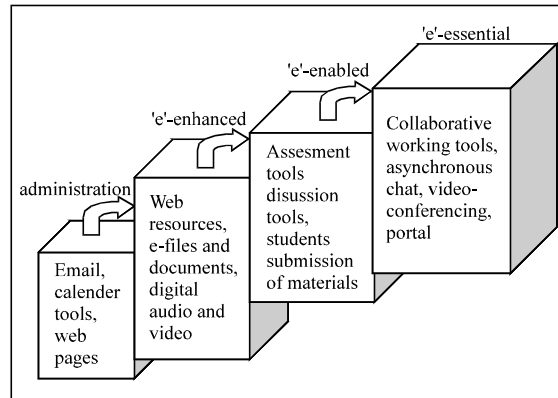 administration
Email,
calender
tools,
web
pages
'e'-enhanced
Web
resources,
e-files and
documents,
digital
audio and
video
'e'-enabled
Assesment
tools
disussion
tools,
students
submission
of materials
'e'-essential
Collaborative
working tools,
asynchronous
chat, video-
conferencing,
portal